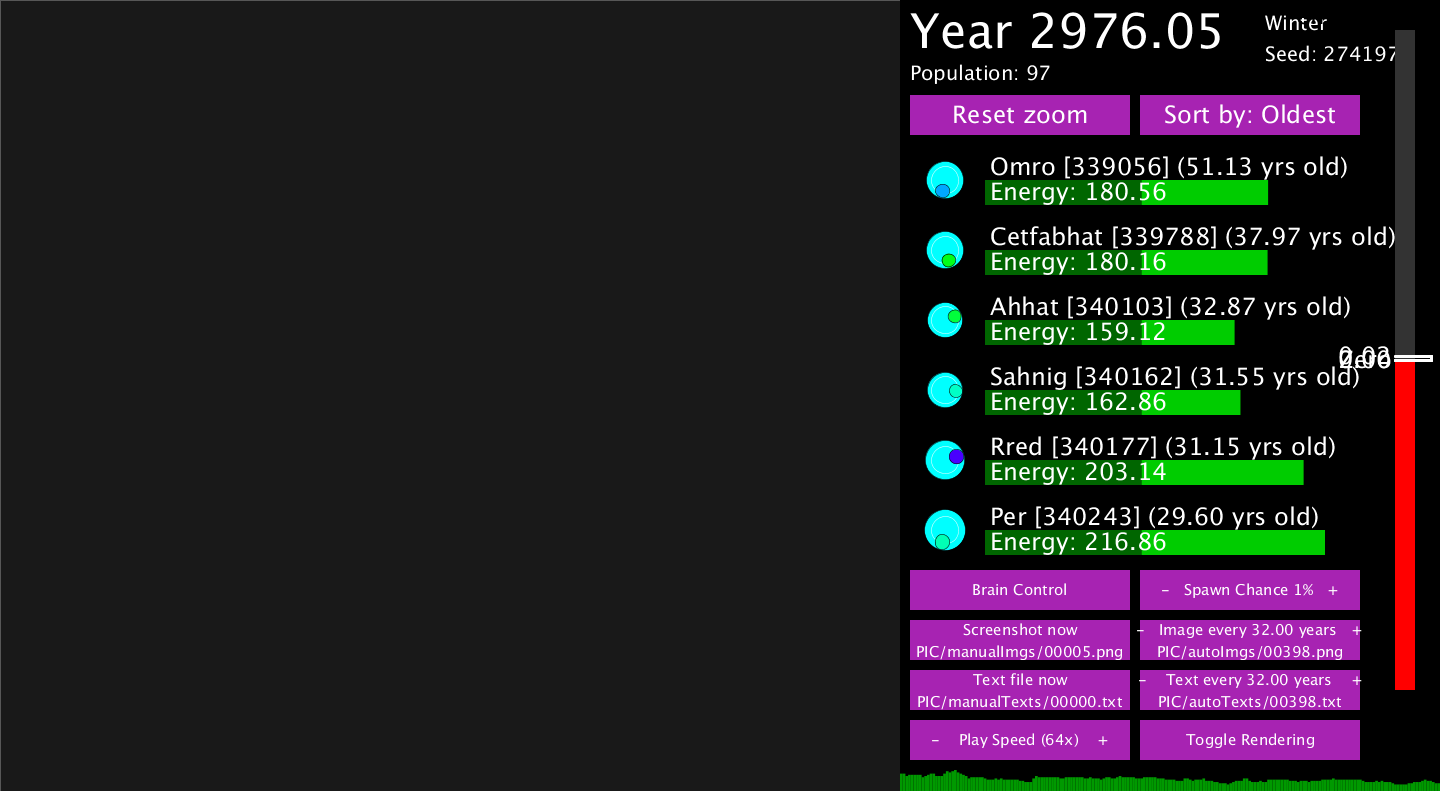 Year 2976.05
Winter
Seed: 274197
Population: 97
Reset zoom
Sort by: Oldest
Omro [339056] (51.13 yrs old)
Energy: 180.56
Cetfabhat [339788] (37.97 yrs old)
Energy: 180.16
Ahhat [340103] (32.87 yrs old)
Energy: 159.12
Sahnig [340162] (31.55 yrs old)
Energy: 162.86
Rred [340177] (31.15 yrs old)
Energy: 203.14
Per [340243] (29.60 yrs old)
Energy: 216.86
Brain Control
- Spawn Chance 1% +
Screenshot now
PIC/manualImgs/00005.png
- Image every 32.00 years +
PIC/autoImgs/00398.png
Text file now
PIC/manualTexts/00000.txt
- Text every 32.00 years +
PIC/autoTexts/00398.txt
- Play Speed (64x) +
Toggle Rendering